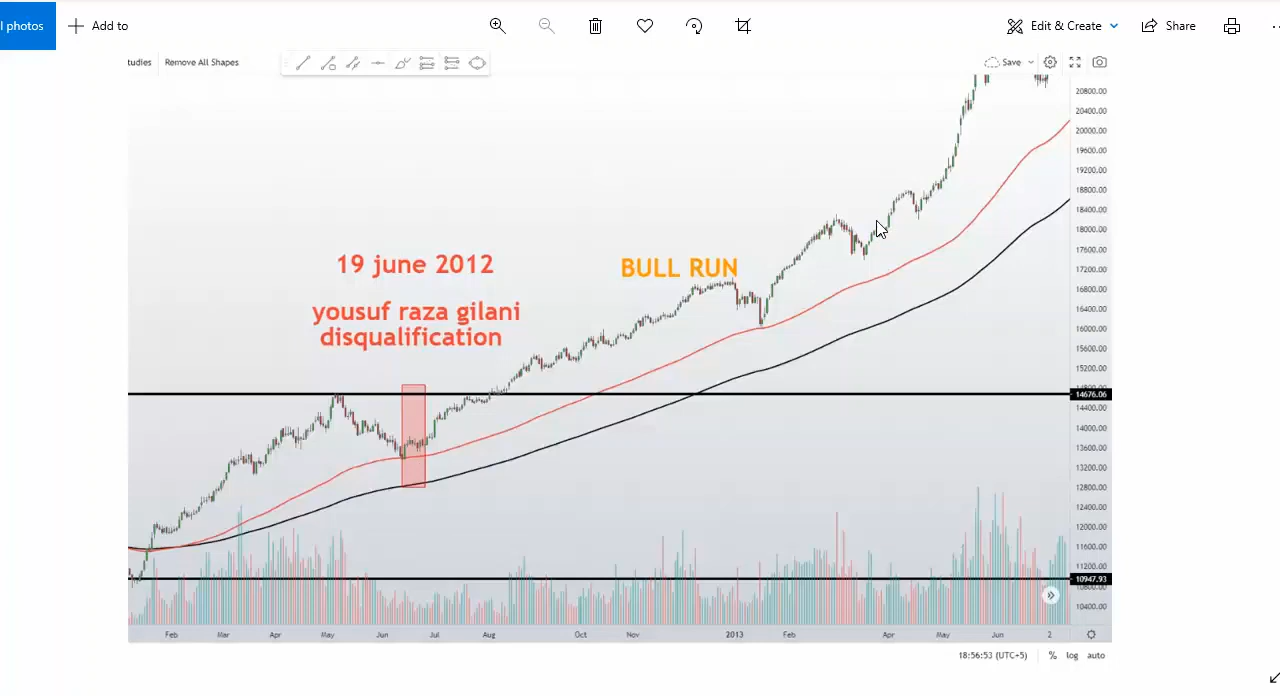 l photos
Add to
Edit & Create
Share
tudies
Remove All Shapes
Save
20800.00
20400.00
20000.00
19600.00
19200.00
18800.00
18400.00
18000.00
17600.00
17200.00
16800.00
16400.00
16000.00
15600.00
15200.00
14676.06
14400.00
14000.00
13600.00
13200.00
12800.00
12400.00
12000.00
11600.00
11200.00
10947.93
10400.00
19 june 2012
BULL RUN
yousuf raza gilani
disqualification
Feb Mar Apr May Jun Jul Aug Oct Nov 2013 Feb Apr May Jun 2
18:56:53 (UTC+5) % log auto